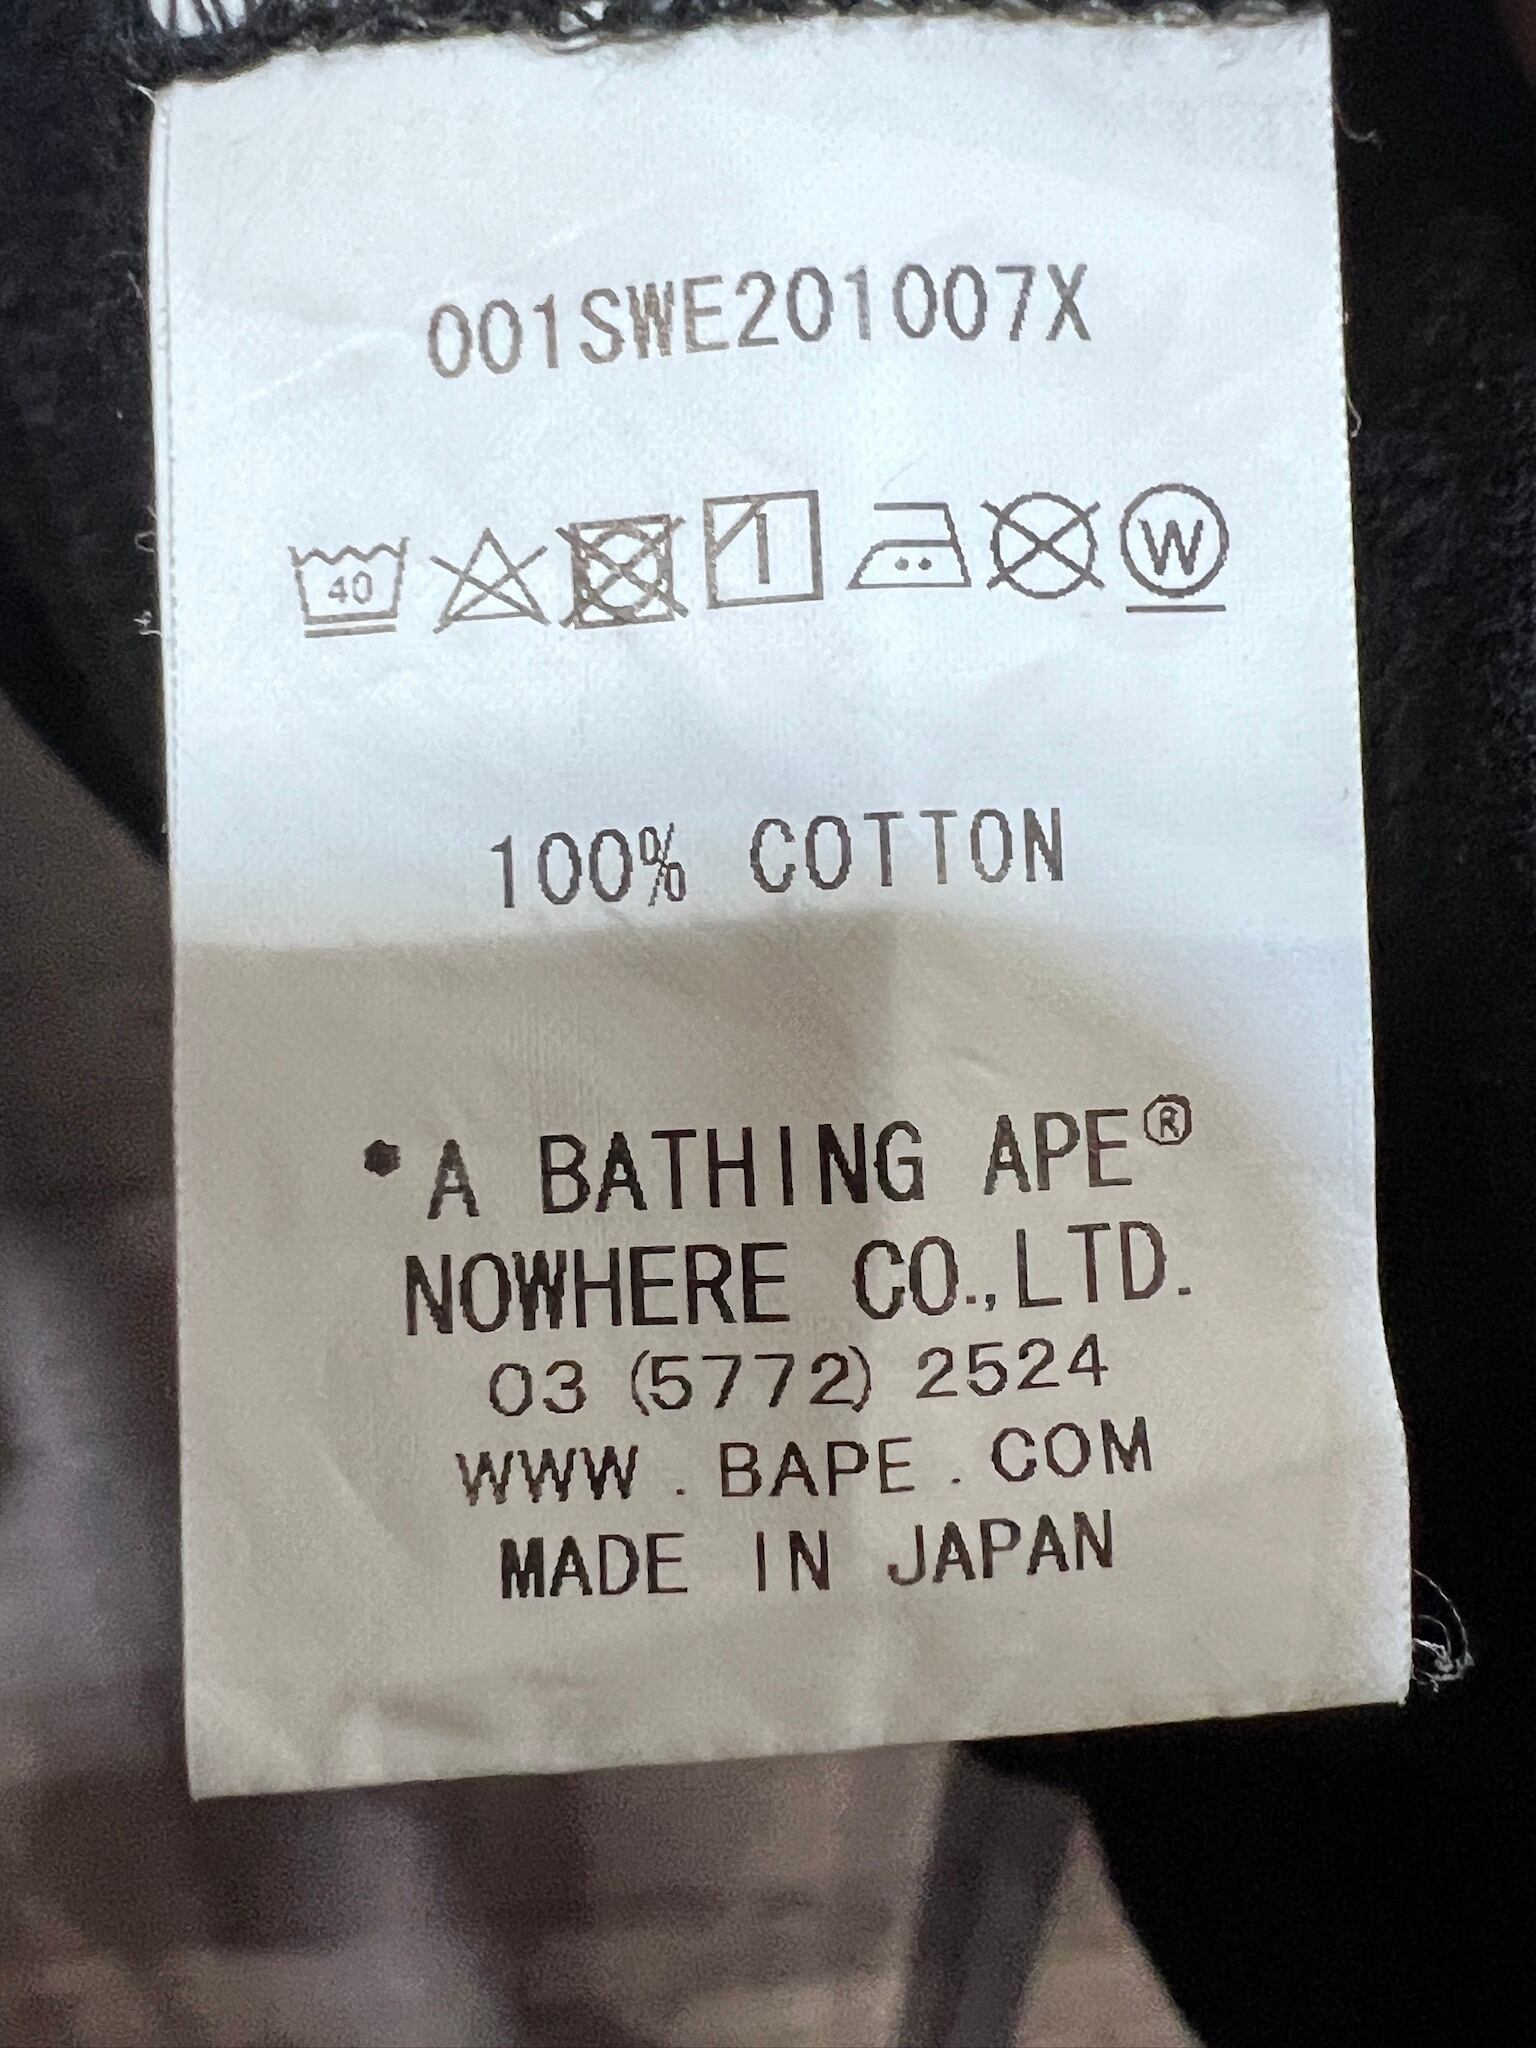 001SWE201007X
40 W
100% COTTON
•A BATHING APE®
NOWHERE CO.,LTD.
03 (5772) 2524
WWW.BAPE.COM
MADE IN JAPAN